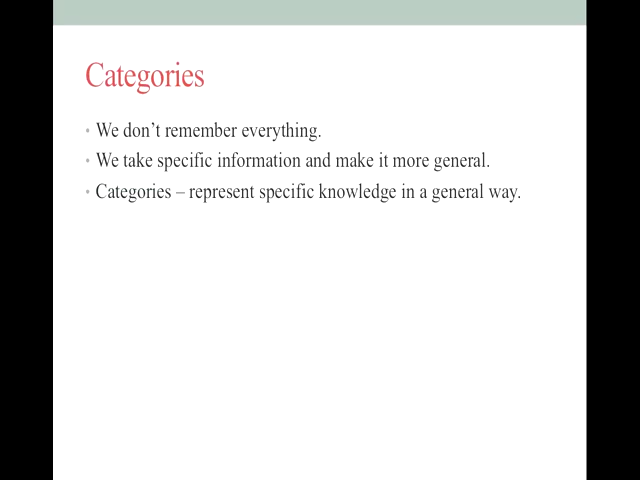 Categories
• We don’t remember everything.
• We take specific information and make it more general.
• Categories – represent specific knowledge in a general way.